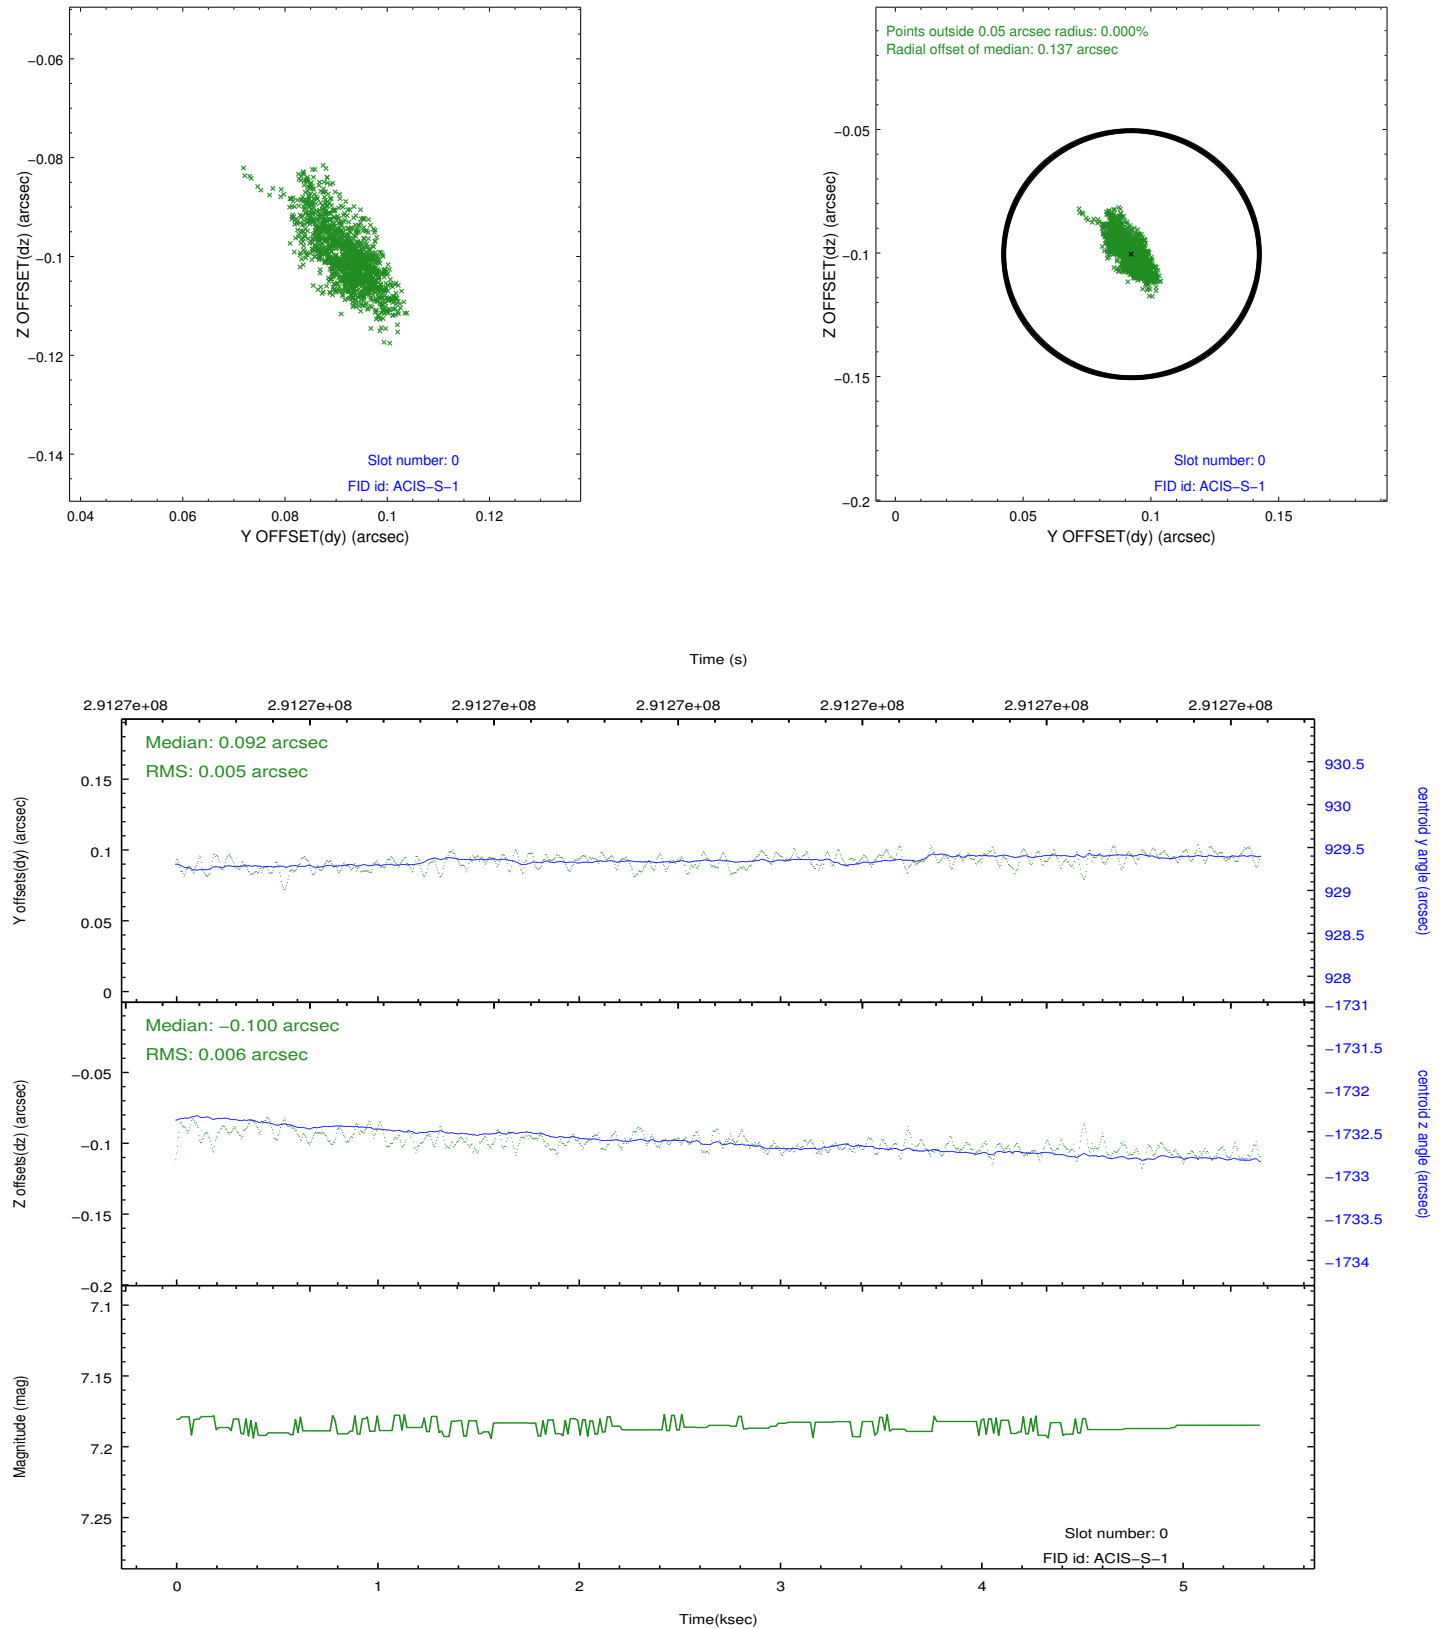 −0.06
−0.08
−0.1
−0.12
−0.14
Z OFFSET(dz) (arcsec)
Slot number: 0
FID id: ACIS−S−1
0.04 0.06 0.08 0.1 0.12
Y OFFSET(dy) (arcsec)
Points outside 0.05 arcsec radius: 0.000%
Radial offset of median: 0.137 arcsec
−0.05
−0.1
−0.15
−0.2
Z OFFSET(dz) (arcsec)
Slot number: 0
FID id: ACIS−S−1
0 0.05 0.1 0.15
Y OFFSET(dy) (arcsec)
Time (s)
2.9127e+08 2.9127e+08 2.9127e+08 2.9127e+08 2.9127e+08 2.9127e+08 2.9127e+08
Median: 0.092 arcsec
RMS: 0.005 arcsec
0.15
0.1
0.05
0
Y offsets(dy) (arcsec)
930.5
930
929.5
929
928.5
928
centroid y angle (arcsec)
Median: −0.100 arcsec
RMS: 0.006 arcsec
−0.05
−0.1
−0.15
−0.2
Z offsets(dz) (arcsec)
−1731
−1731.5
−1732
−1732.5
−1733
−1733.5
−1734
centroid z angle (arcsec)
7.1
7.15
7.2
7.25
Magnitude (mag)
Slot number: 0
FID id: ACIS−S−1
0 1 2 3 4 5
Time(ksec)